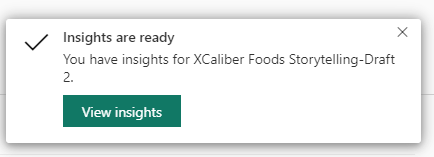 Insights are ready
You have insights for XCaliber Foods Storytelling-Draft
2.
View insights